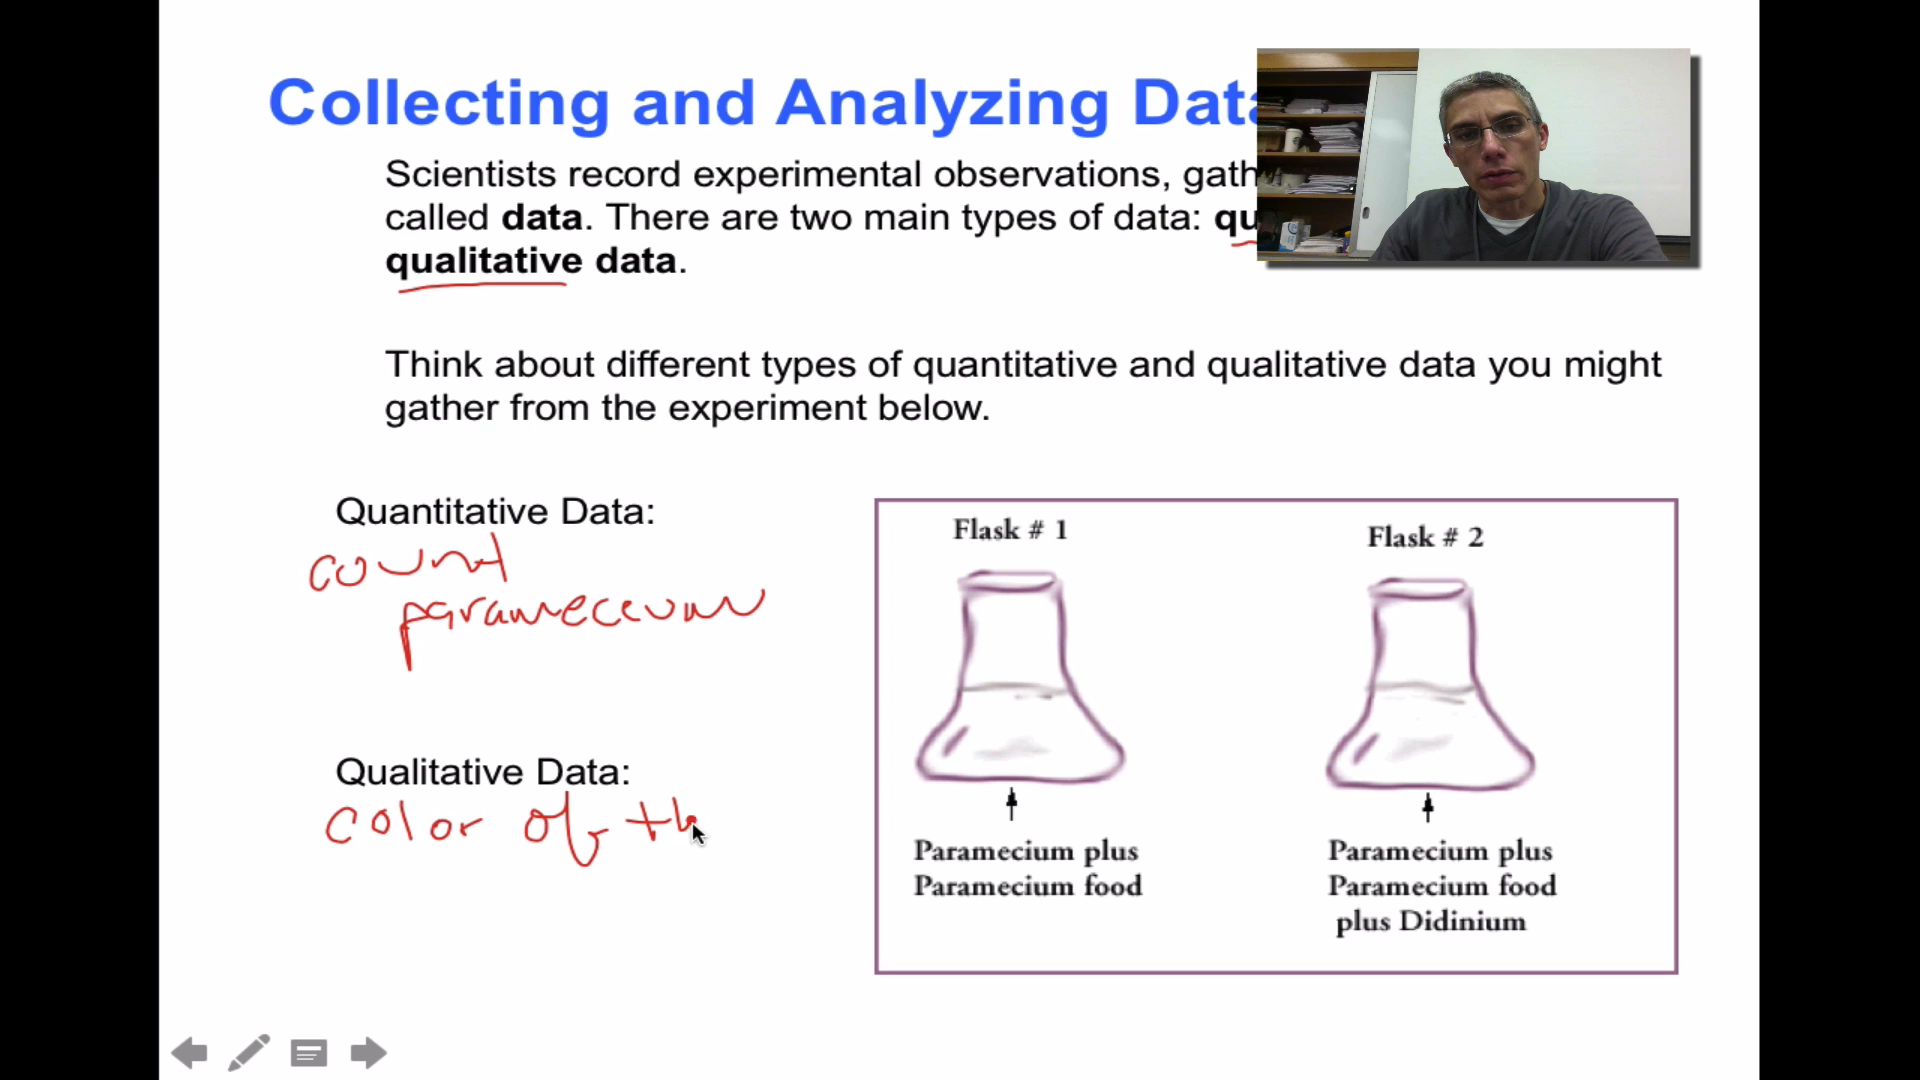 Collecting and Analyzing Data
Scientists record experimental observations, gath
called data. There are two main types of data: qu
qualitative data.
Think about different types of quantitative and qualitative data you might
gather from the experiment below.
Quantitative Data:
count
parameceum
Qualitative Data:
color of th
Flask # 1
Paramecium plus
Paramecium food
Flask # 2
Paramecium plus
Paramecium food
plus Didinium